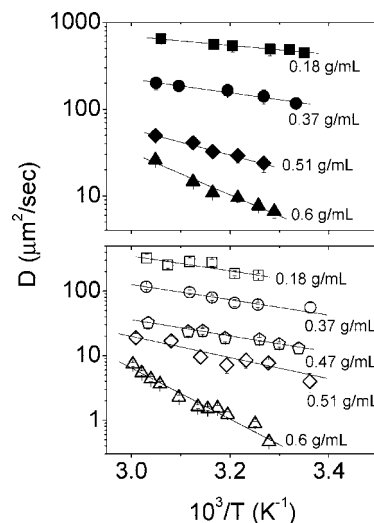 1000
0.18 g/mL
100
0.37 g/mL
0.51 g/mL
10
0.6 g/mL
D (μm²/sec)
0.18 g/mL
100
0.37 g/mL
0.47 g/mL
10
0.51 g/mL
1
0.6 g/mL
3.0 3.2 3.4
10³/T (K⁻¹)